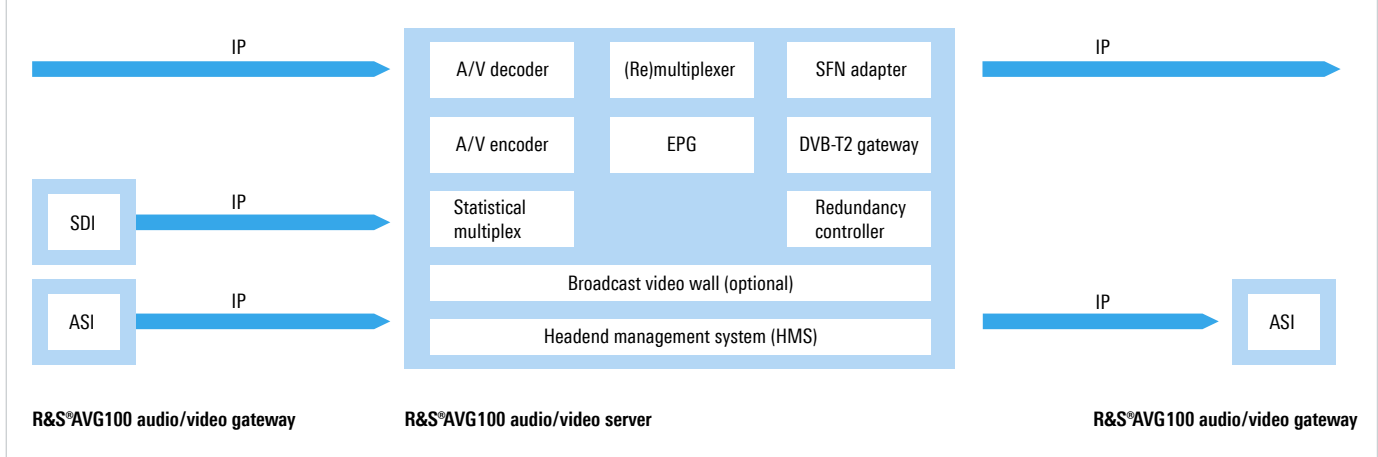 IP
IP
A/V decoder
(Re)multiplexer
SFN adapter
A/V encoder
EPG
DVB-T2 gateway
SDI
IP
Statistical
multiplex
Redundancy
controller
Broadcast video wall (optional)
ASI
IP
Headend management system (HMS)
IP
ASI
R&S®AVG100 audio/video gateway
R&S®AVG100 audio/video server
R&S®AVG100 audio/video gateway